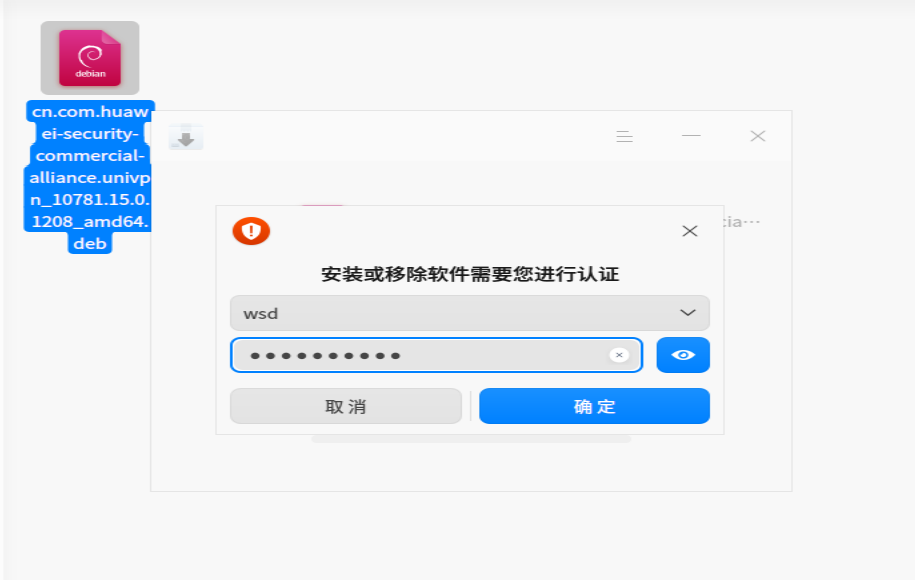 debian
cn.com.huaw
ei-security-
commercial-
alliance.univp
n_10781.15.0.
1208_amd64.
deb
cia···
安装或移除软件需要您进行认证
wsd
取消
确定